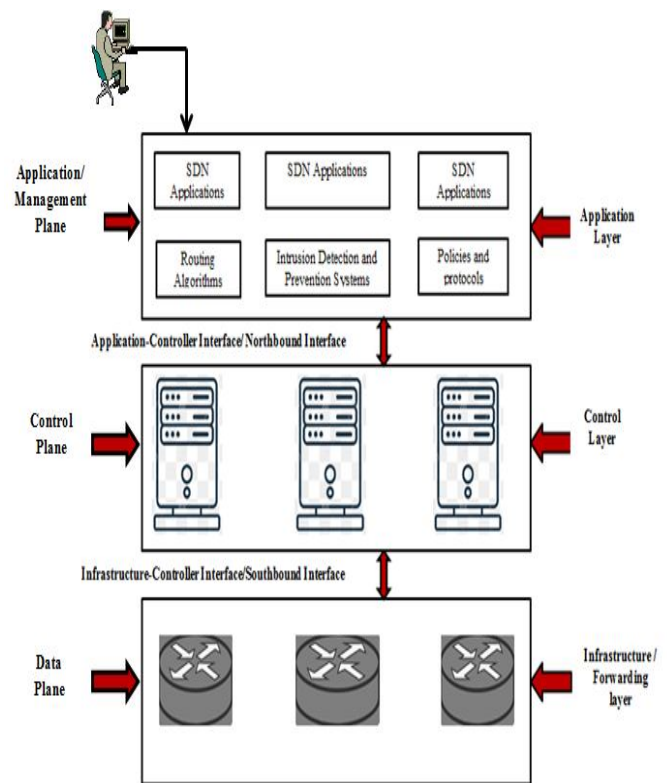 SDN
Applications
SDN Applications
SDN
Applications
Application/
Management
Plane
Application
Layer
Routing
Algorithms
Intrusion Detection and
Prevention Systems
Policies and
protocols
Application-Controller Interface/ Northbound Interface
Control
Plane
Control
Layer
Infrastructure-Controller Interface/Southbound Interface
Data
Plane
Infrastructure /
Forwarding
layer